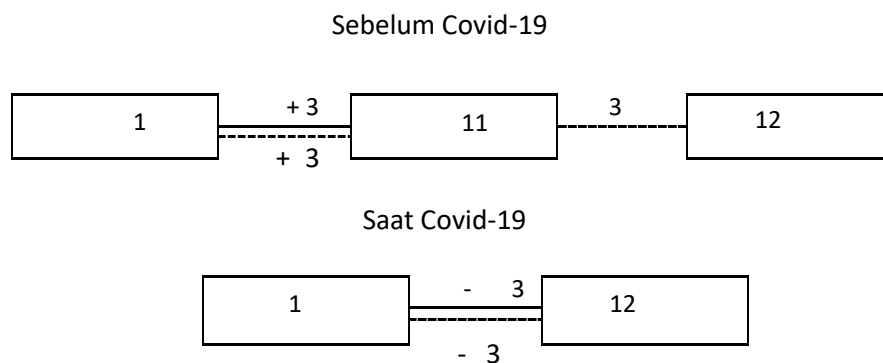 Sebelum Covid-19
+ 3
1 11 3 12
+ 3
Saat Covid-19
- 3
1 12
- 3